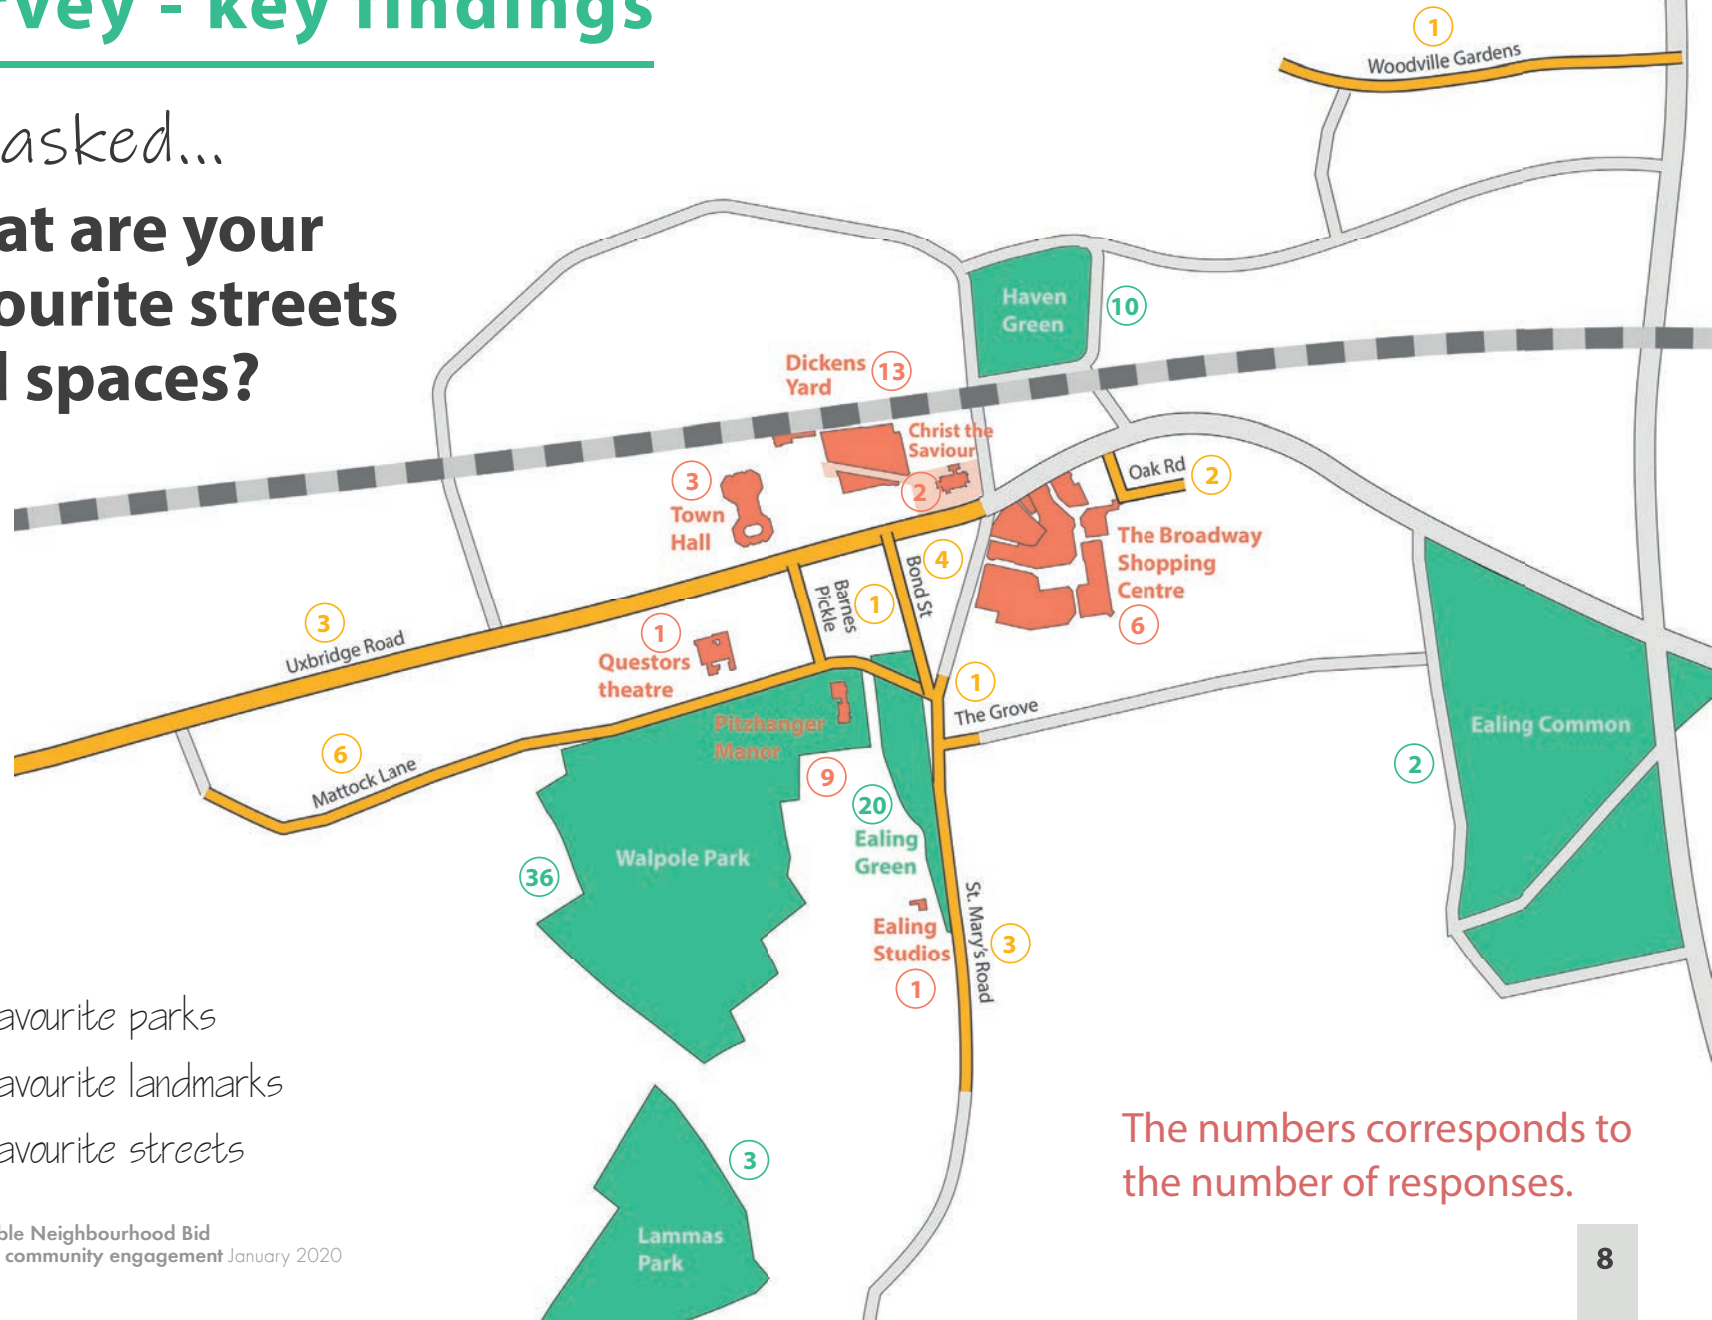 rvey - key findings
asked...
at are your
ourite streets
spaces?
1
Woodville Gardens
Haven
Green
10
Dickens
Yard
13
Christ the
Saviour
2
3
Town
Hall
Oak Rd
2
The Broadway
Shopping
Centre
6
4
Bond St
Barnes
Pickle
1
3
Uxbridge Road
1
Questors
theatre
1
The Grove
Pitzhanger
Manor
9
6
Mattock Lane
Ealing Common
2
20
Ealing
Green
Walpole Park
36
Ealing
Studios
1
St. Mary's Road
3
avourite parks
avourite landmarks
avourite streets
3
Lammas
Park
The numbers corresponds to
the number of responses.
ble Neighbourhood Bid
community engagement January 2020
8